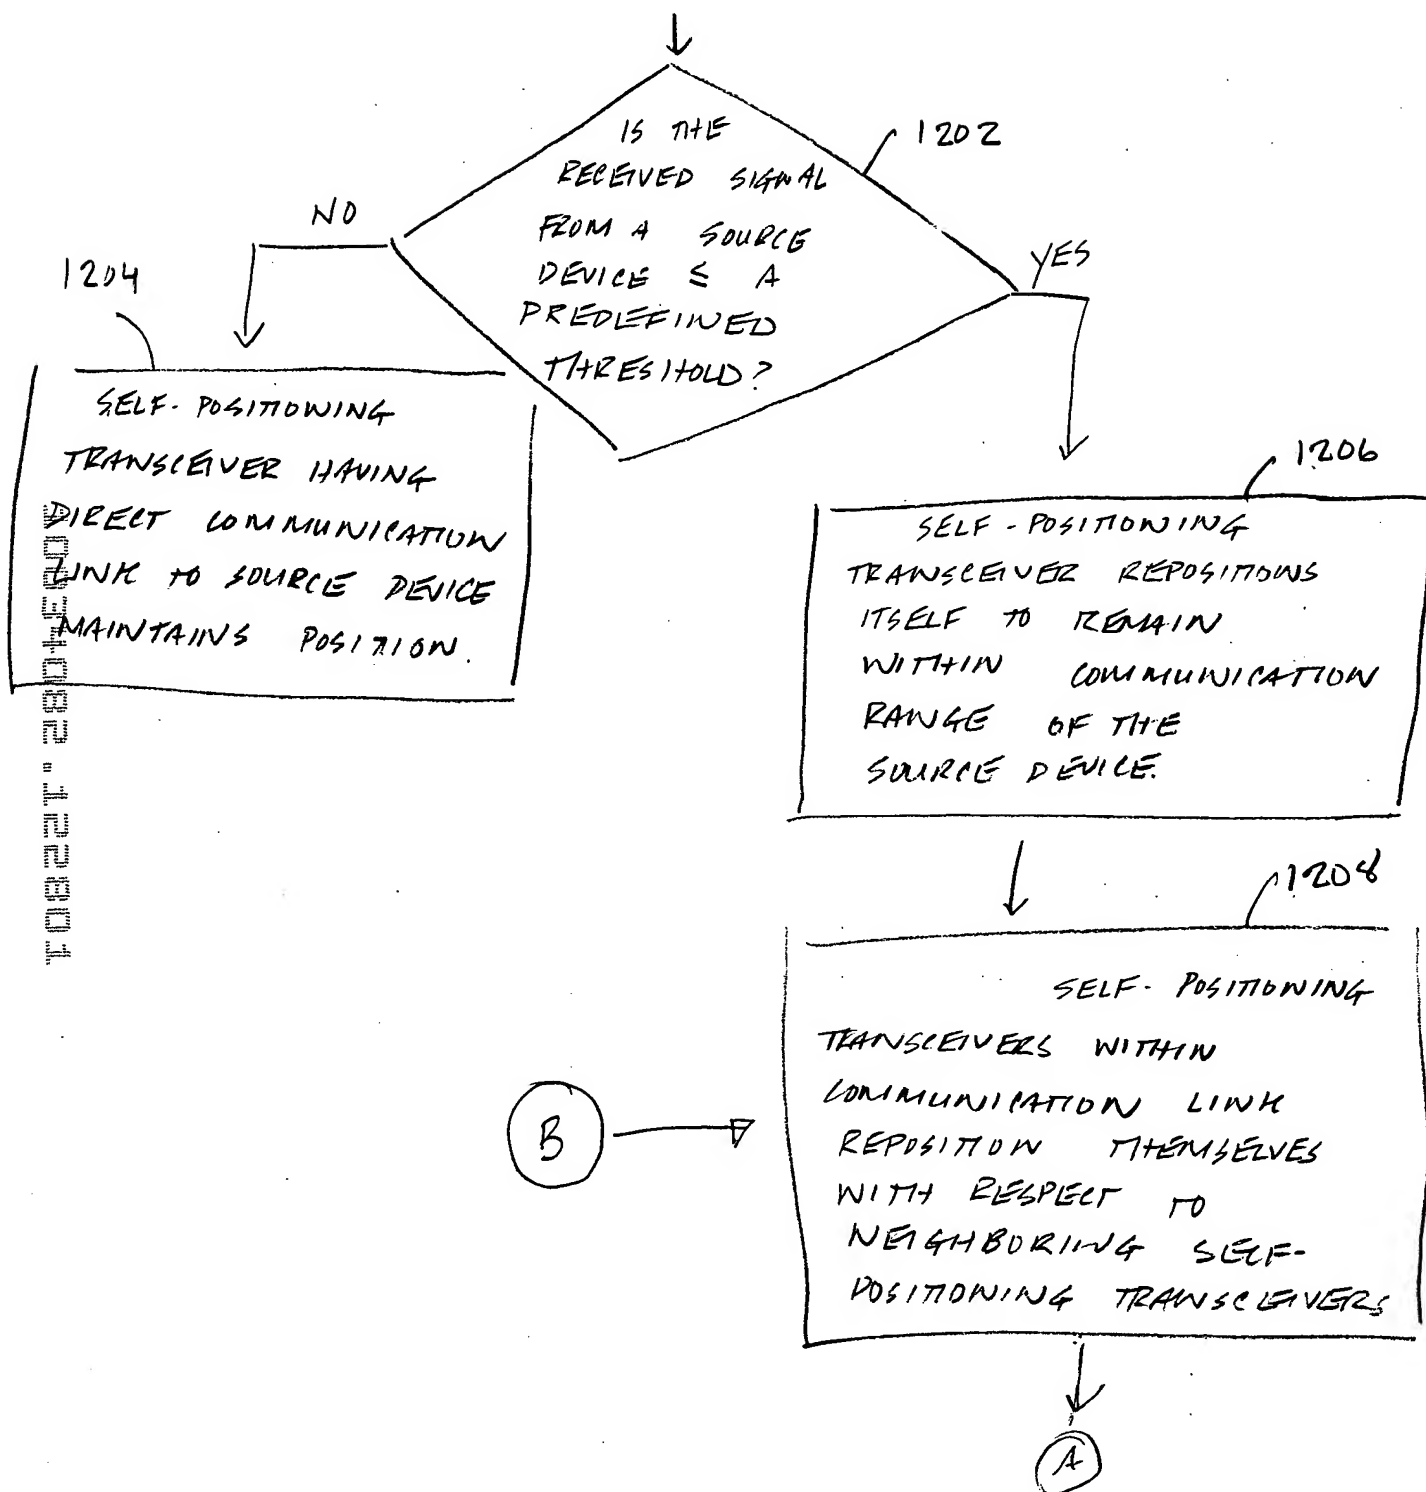 IS THE
RECEIVED SIGNAL
FROM A SOURCE
DEVICE ≤ A
PREDEFINED
THRESHOLD?
1202
NO
YES
1204
SELF-POSITIONING
TRANSCEIVER HAVING
DIRECT COMMUNICATION
LINK TO SOURCE DEVICE
MAINTAINS POSITION.
1206
SELF-POSITIONING
TRANSCEIVER REPOSITIONS
ITSELF TO REMAIN
WITHIN COMMUNICATION
RANGE OF THE
SOURCE DEVICE.
1208
SELF-POSITIONING
TRANSCEIVERS WITHIN
COMMUNICATION LINK
REPOSITION THEMSELVES
WITH RESPECT TO
NEIGHBORING SELF-
POSITIONING TRANSCEIVERS
B
A
10034082.122801